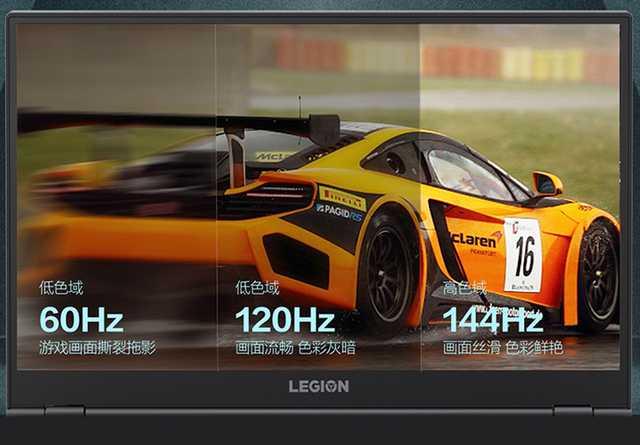 McLaren
PIRELLI
PAGID RS
McLaren
16
低色域
60Hz
游戏画面撕裂拖影
低色域
120Hz
画面流畅 色彩灰暗
高色域
144Hz
画面丝滑 色彩鲜艳
LEGION